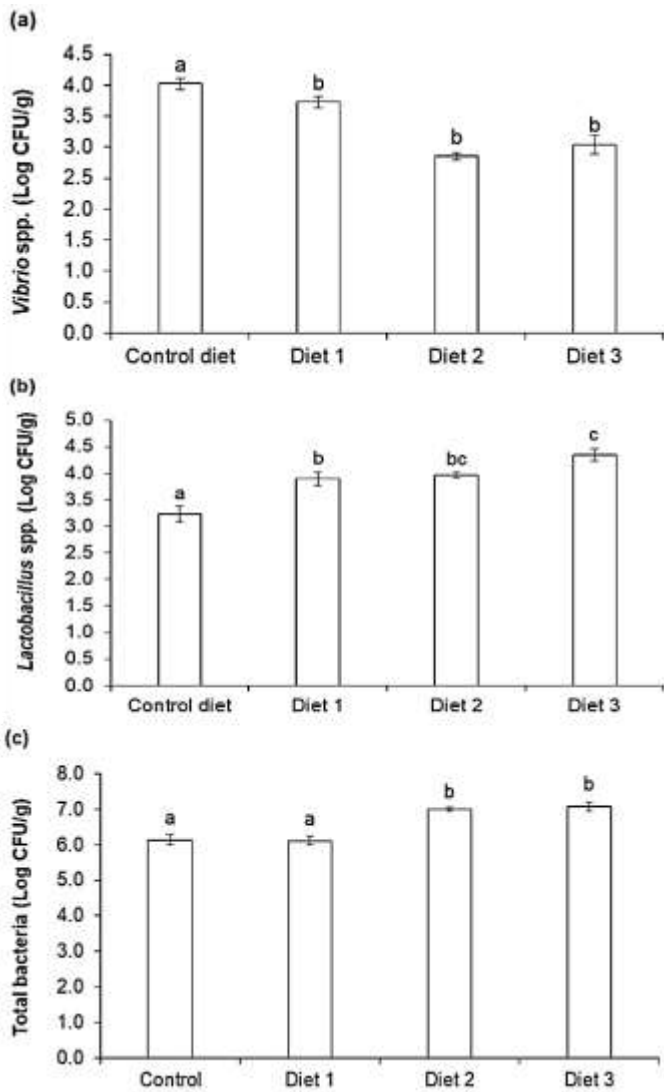 (a)
Vibrio spp. (Log CFU/g)
4.5
4.0
3.5
3.0
2.5
2.0
1.5
1.0
0.5
0.0
a
b
b
b
Control diet Diet 1 Diet 2 Diet 3
(b)
Lactobacillus spp. (Log CFU/g)
5.0
4.5
4.0
3.5
3.0
2.5
2.0
1.5
1.0
0.5
0.0
a
b
bc
c
Control diet Diet 1 Diet 2 Diet 3
(c)
Total bacteria (Log CFU/g)
8.0
7.0
6.0
5.0
4.0
3.0
2.0
1.0
0.0
a
a
b
b
Control Diet 1 Diet 2 Diet 3